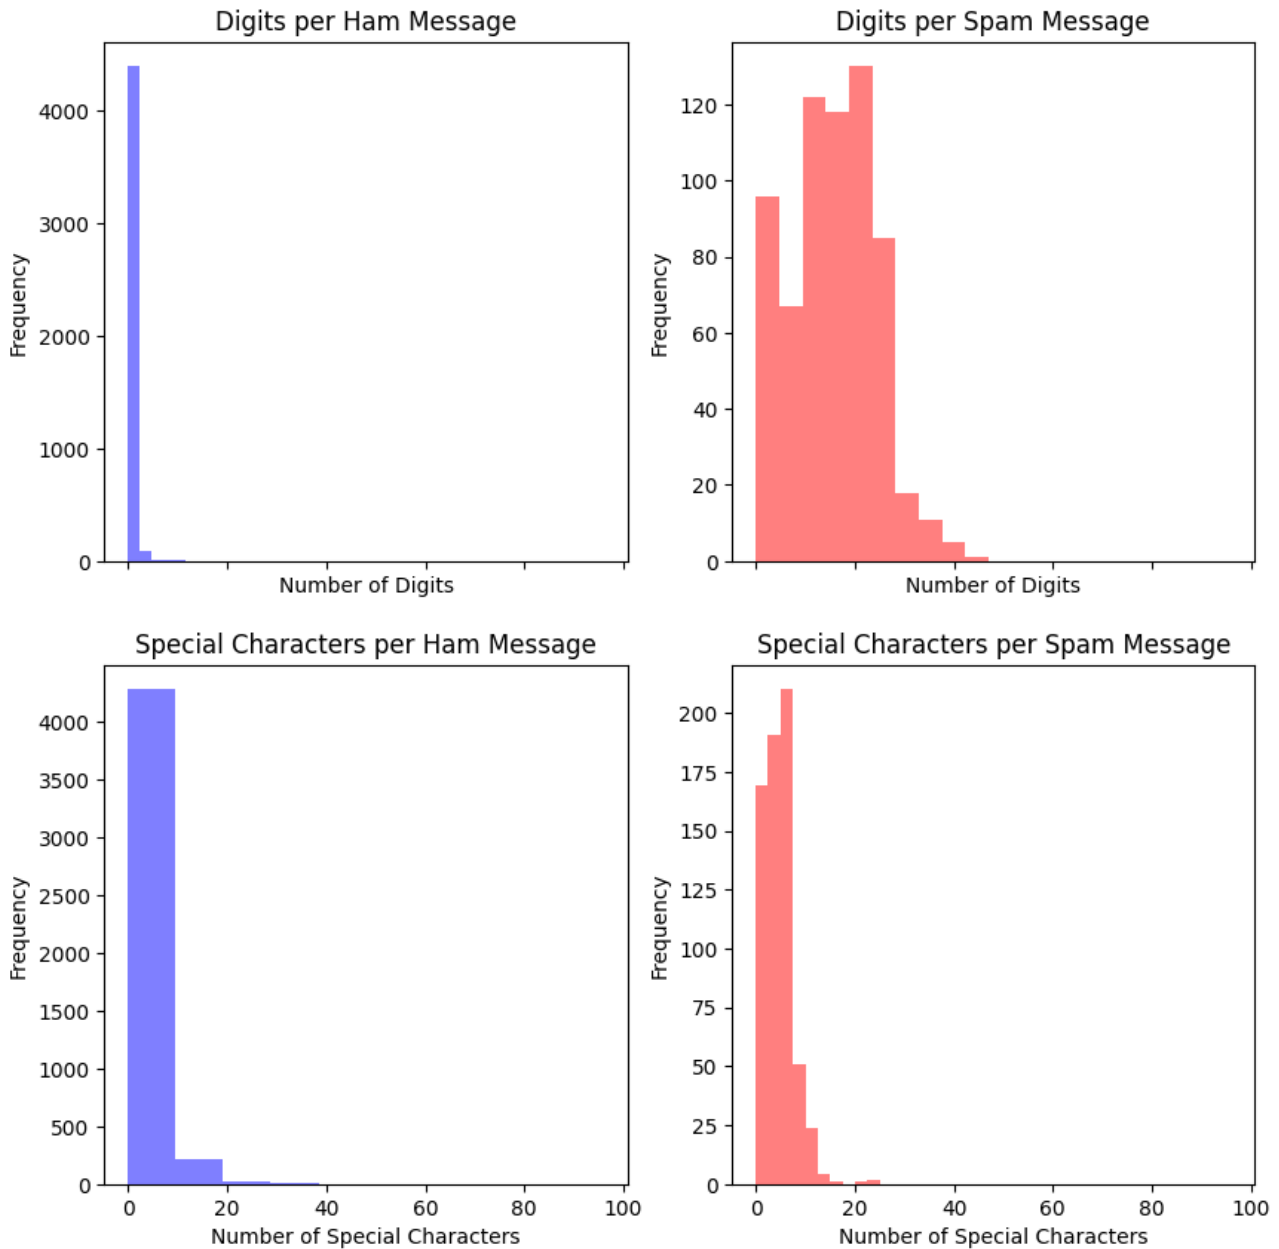 Digits per Ham Message
Frequency
4000
3000
2000
1000
0
Number of Digits
Digits per Spam Message
Frequency
120
100
80
60
40
20
0
Number of Digits
Special Characters per Ham Message
Frequency
4000
3500
3000
2500
2000
1500
1000
500
0
0 20 40 60 80 100
Number of Special Characters
Special Characters per Spam Message
Frequency
200
175
150
125
100
75
50
25
0
0 20 40 60 80 100
Number of Special Characters